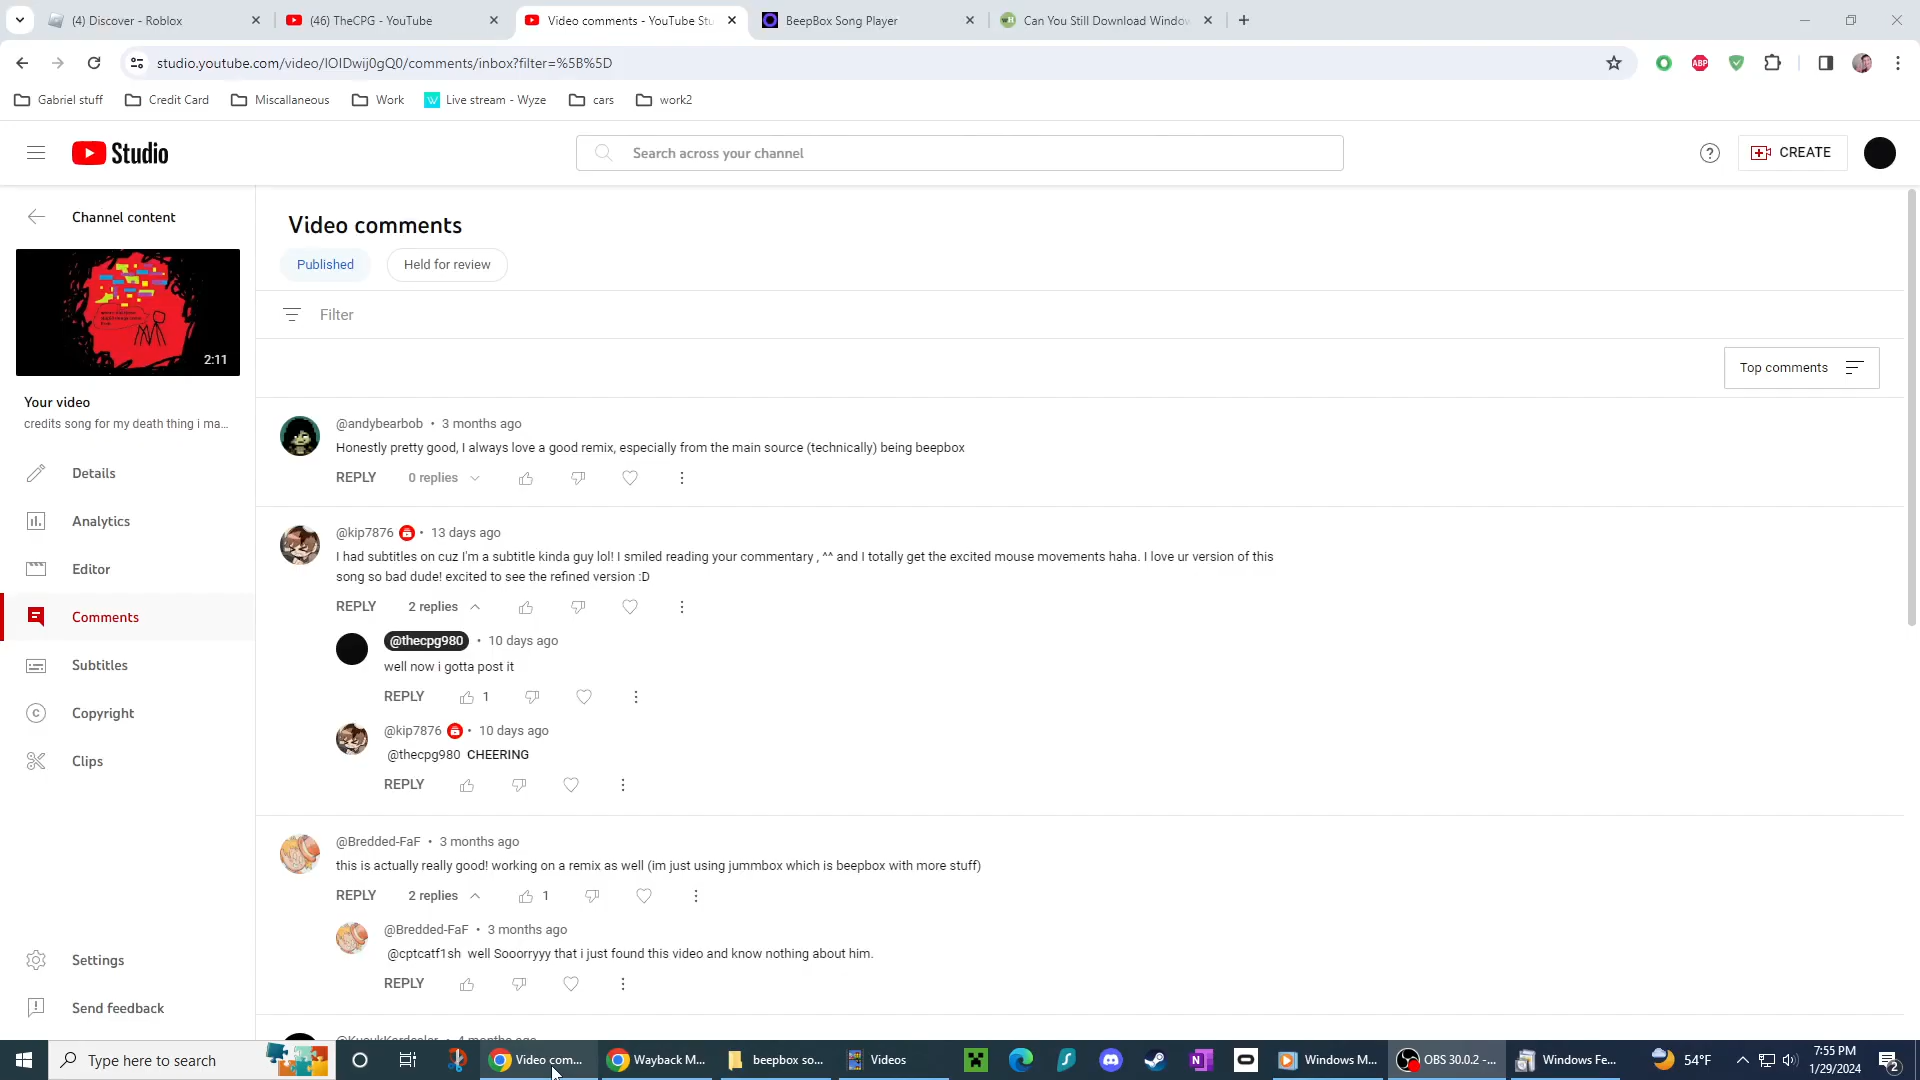 (4) Discover - Roblox
(46) TheCPG - YouTube
Video comments - YouTube Stu
BeepBox Song Player
Can You Still Download Window
studio.youtube.com/video/IOIDwij0gQ0/comments/inbox?filter=%5B%5D
ABP
Gabriel stuff
Credit Card
Miscallaneous
Work
Live stream - Wyze
cars
work2
Studio
Search across your channel
CREATE
Channel content
Video comments
Published
Held for review
2:11
Filter
Top comments
Your video
credits song for my death thing i ma...
Details
Analytics
Editor
Comments
Subtitles
Copyright
Clips
Settings
Send feedback
@andybearbob • 3 months ago
Honestly pretty good, I always love a good remix, especially from the main source (technically) being beepbox
REPLY 0 replies
@kip7876 • 13 days ago
I had subtitles on cuz I'm a subtitle kinda guy lol! I smiled reading your commentary , ^^ and I totally get the excited mouse movements haha. I love ur version of this
song so bad dude! excited to see the refined version :D
REPLY 2 replies
@thecpg980 • 10 days ago
well now i gotta post it
REPLY 1
@kip7876 • 10 days ago
@thecpg980 CHEERING
REPLY
@Bredded-FaF • 3 months ago
this is actually really good! working on a remix as well (im just using jummbox which is beepbox with more stuff)
REPLY 2 replies 1
@Bredded-FaF • 3 months ago
@cptcatf1sh well Sooorryyy that i just found this video and know nothing about him.
REPLY
Type here to search
Video com...
Wayback M...
beepbox so...
Videos
Windows M...
OBS 30.0.2 -...
Windows Fe...
54°F
7:55 PM
1/29/2024
2